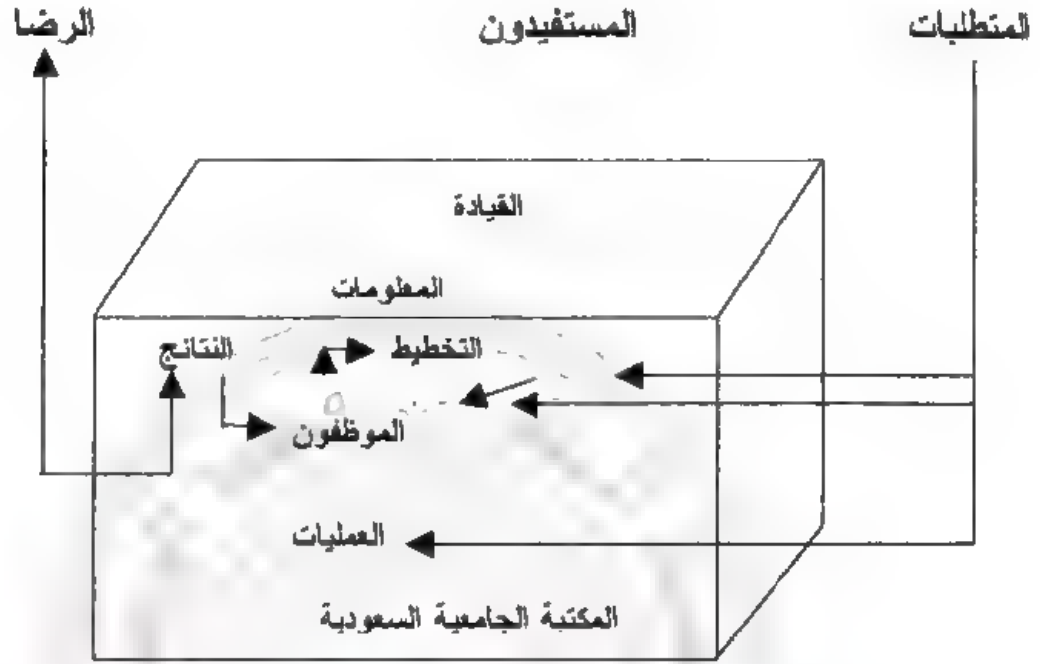 المتطلبات المستفيدون الرضا
القيادة
المعلومات
التخطيط النتائج
الموظفون
العمليات
المكتبة الجامعية السعودية